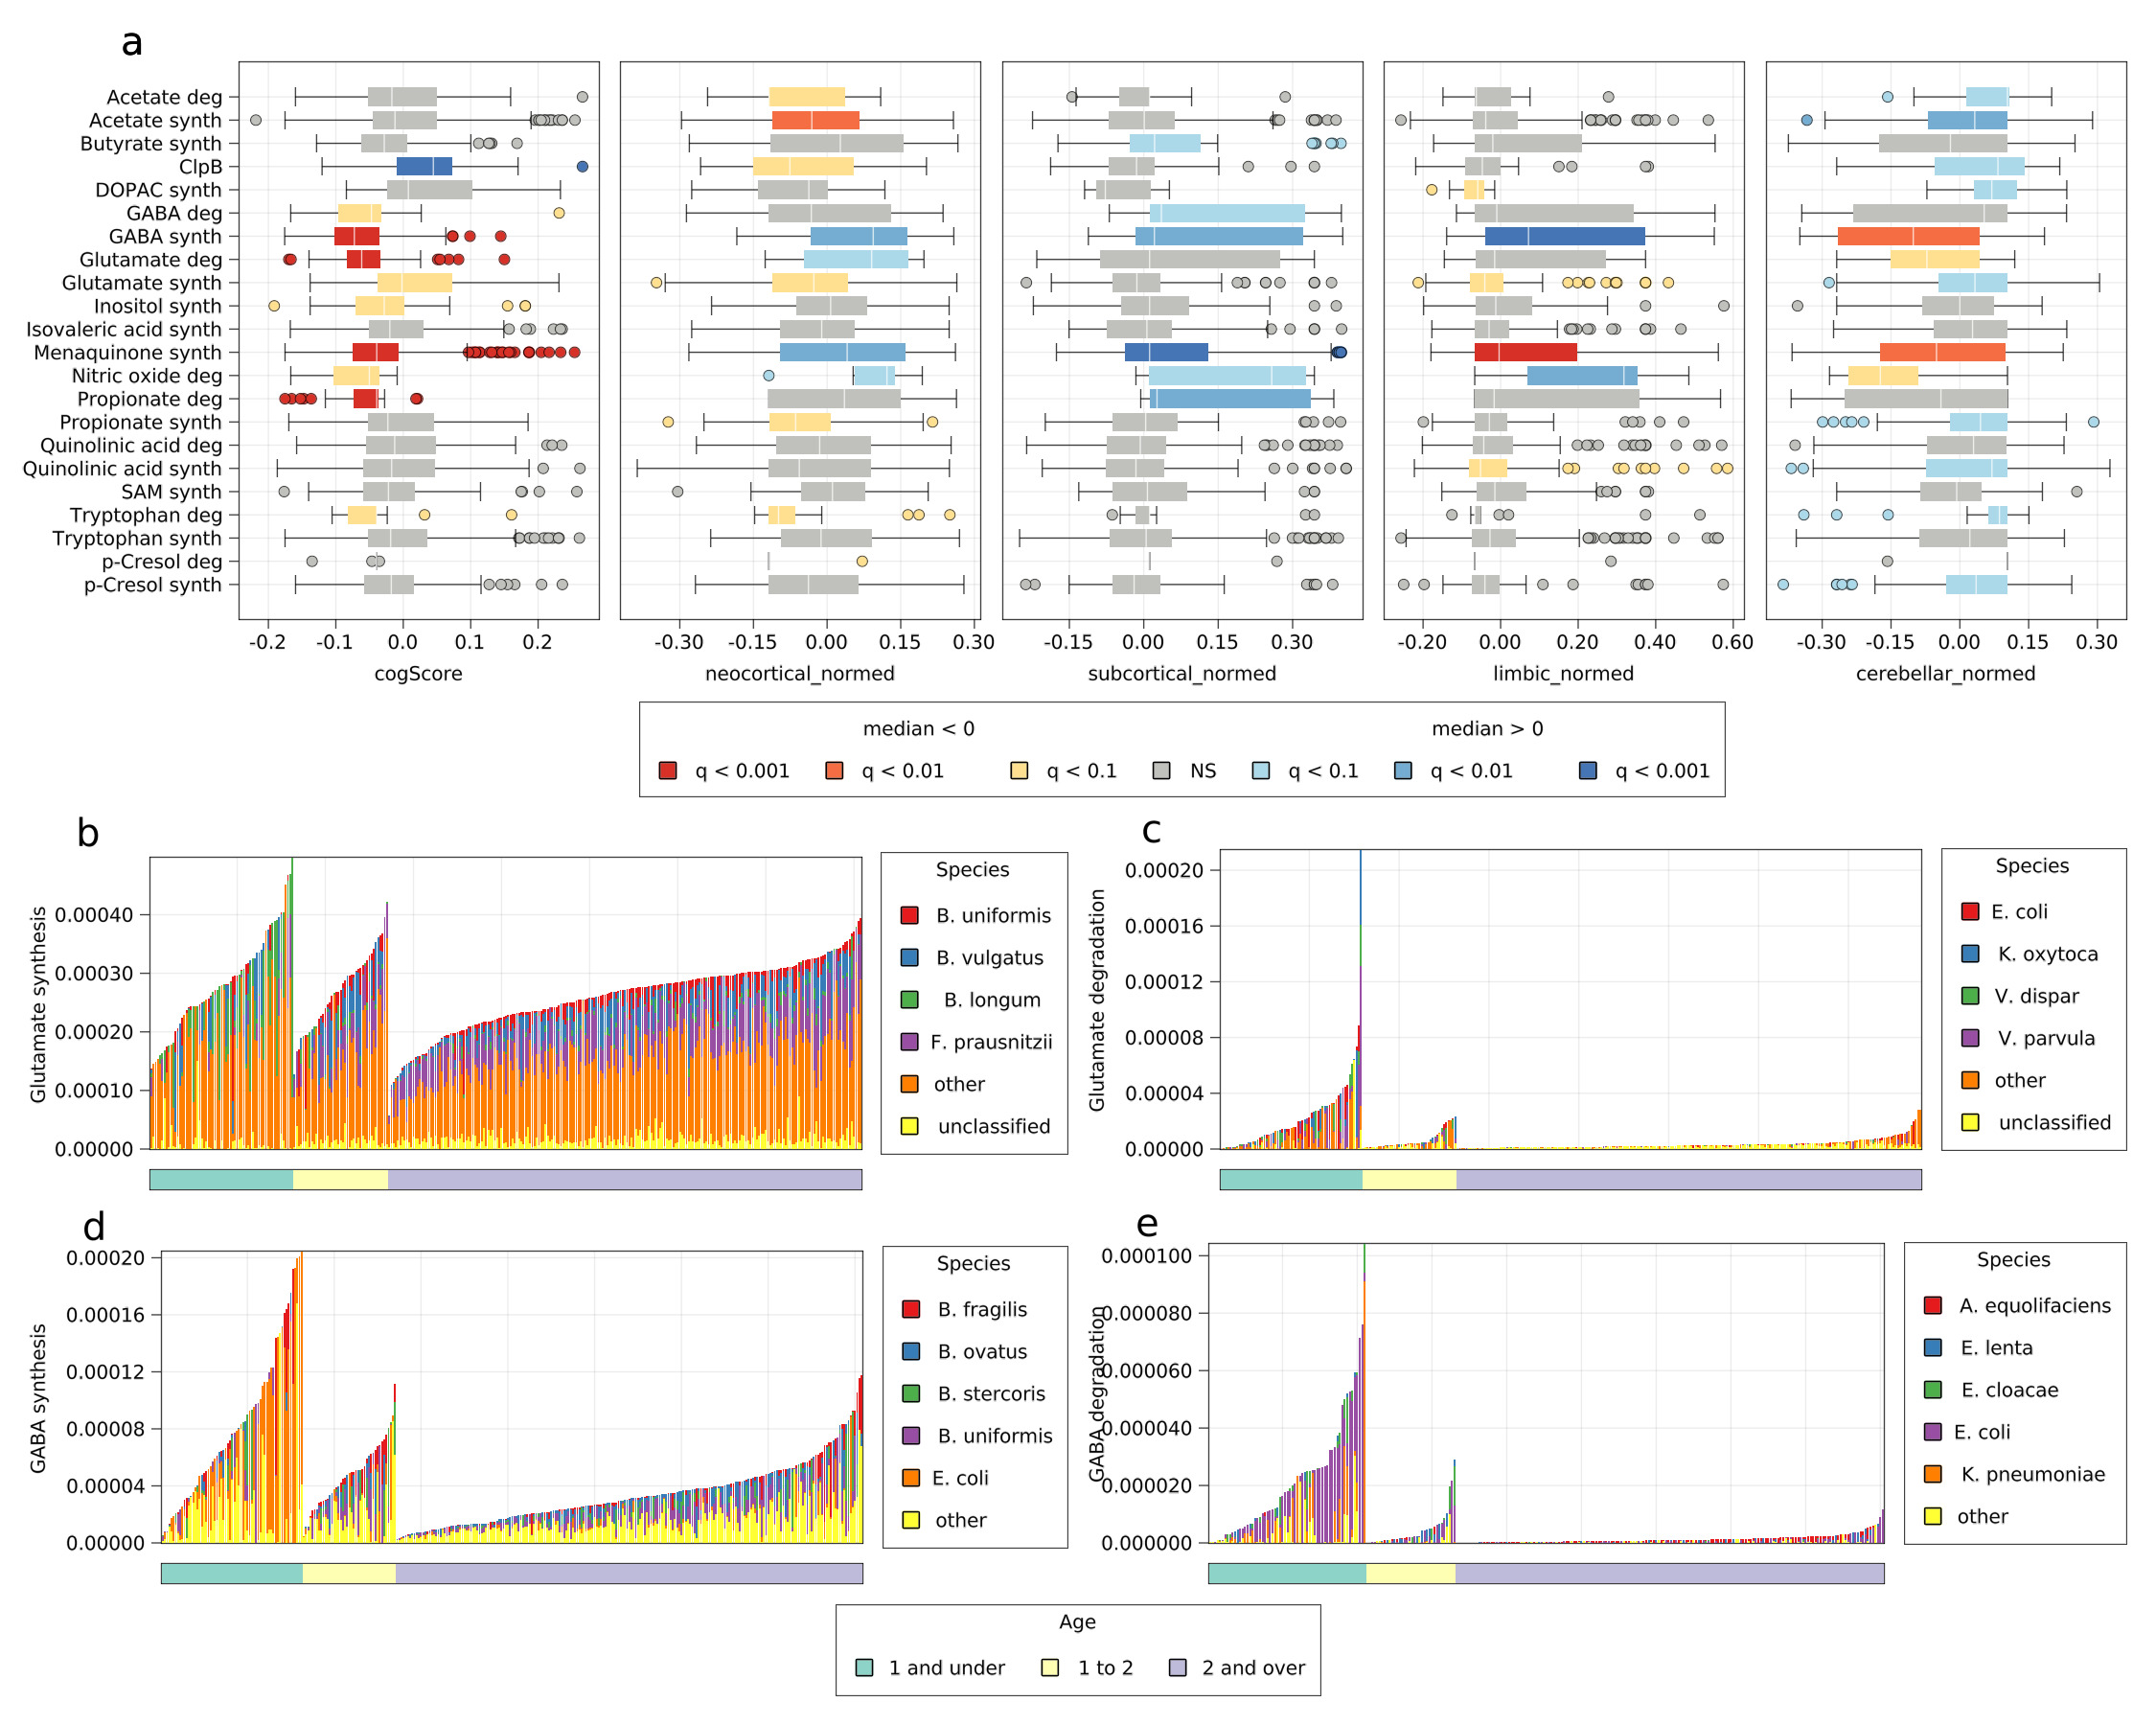 a
Acetate deg
Acetate synth
Butyrate synth
ClpB
DOPAC synth
GABA deg
GABA synth
Glutamate deg
Glutamate synth
Inositol synth
Isovaleric acid synth
Menaquinone synth
Nitric oxide deg
Propionate deg
Propionate synth
Quinolinic acid deg
Quinolinic acid synth
SAM synth
Tryptophan deg
Tryptophan synth
p-Cresol deg
p-Cresol synth
-0.2 -0.1 0.0 0.1 0.2
cogScore
-0.30 -0.15 0.00 0.15 0.30
neocortical_normed
-0.15 0.00 0.15 0.30
subcortical_normed
-0.20 0.00 0.20 0.40 0.60
limbic_normed
-0.30 -0.15 0.00 0.15 0.30
cerebellar_normed
median < 0 median > 0
q < 0.001 q < 0.01 q < 0.1 NS q < 0.1 q < 0.01 q < 0.001
b
Glutamate synthesis
0.00040
0.00030
0.00020
0.00010
0.00000
Species
B. uniformis
B. vulgatus
B. longum
F. prausnitzii
other
unclassified
c
Glutamate degradation
0.00020
0.00016
0.00012
0.00008
0.00004
0.00000
Species
E. coli
K. oxytoca
V. dispar
V. parvula
other
unclassified
d
GABA synthesis
0.00020
0.00016
0.00012
0.00008
0.00004
0.00000
Species
B. fragilis
B. ovatus
B. stercoris
B. uniformis
E. coli
other
e
GABA degradation
0.000100
0.000080
0.000060
0.000040
0.000020
0.000000
Species
A. equolifaciens
E. lenta
E. cloacae
E. coli
K. pneumoniae
other
Age
1 and under 1 to 2 2 and over